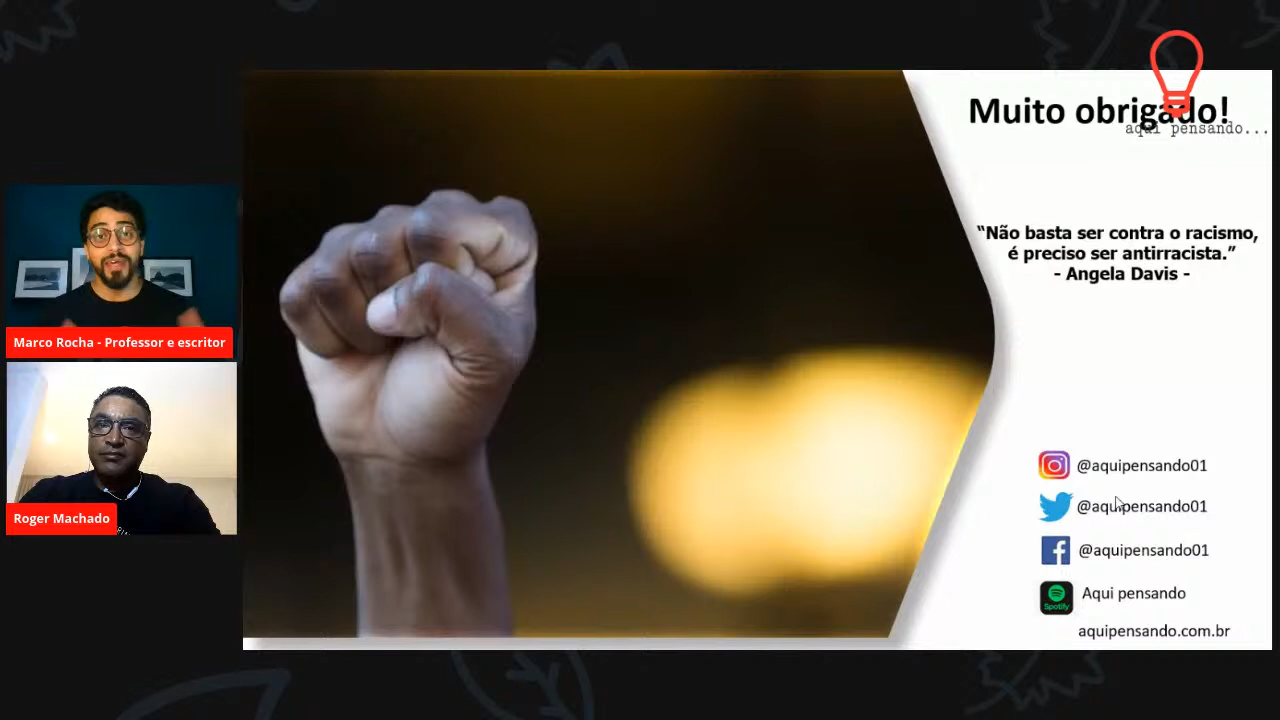 Muito obrigado!
aqui pensando...
“Não basta ser contra o racismo,
é preciso ser antirracista.”
- Angela Davis -
Marco Rocha - Professor e escritor
Roger Machado
@aquipensando01
@aquipensando01
@aquipensando01
Spotify
Aqui pensando
aquipensando.com.br